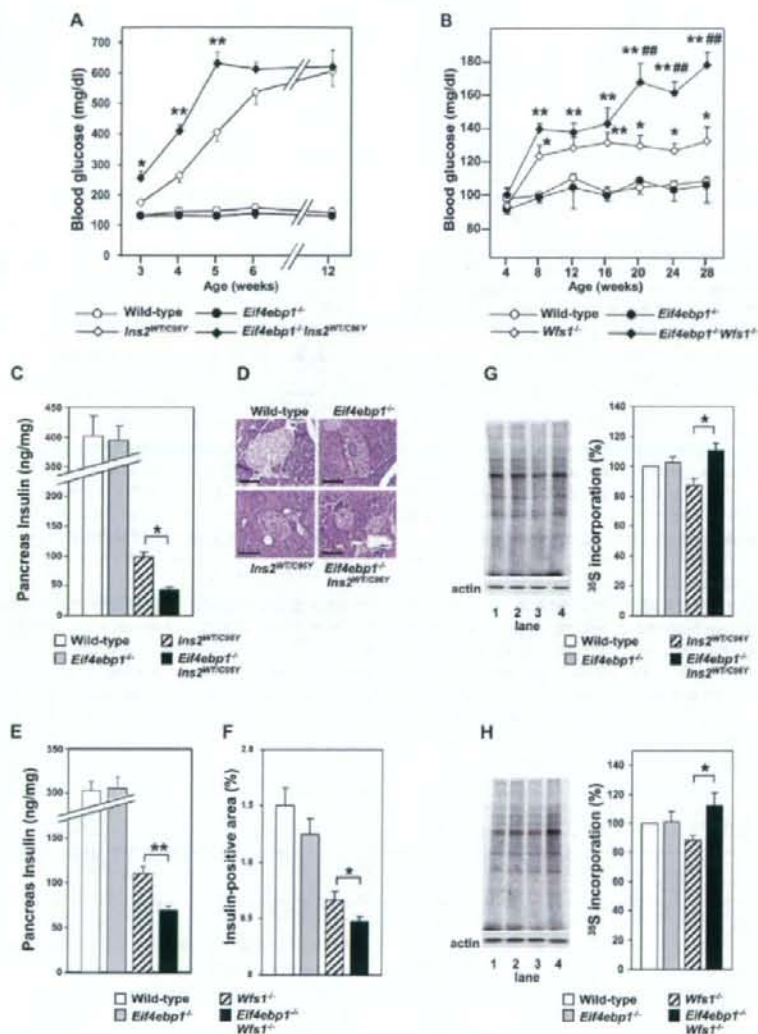 A
Blood glucose (mg/dl)
700
600
500
400
300
200
100
0
3 4 5 6 12
Age (weeks)
* ** **
Wild-type Eif4ebp1-/-
Ins2WT/C96Y Eif4ebp1-/- Ins2WT/C96Y
B
Blood glucose (mg/dl)
180
160
140
120
100
80
4 8 12 16 20 24 28
Age (weeks)
** ** ** **## **## **##
* ** * * *
Wild-type Eif4ebp1-/-
Wfs1-/- Eif4ebp1-/- Wfs1-/-
C
Pancreas Insulin (ng/mg)
450
400
150
100
50
0
*
Wild-type Ins2WT/C96Y
Eif4ebp1-/- Eif4ebp1-/-
Ins2WT/C96Y
D
Wild-type Eif4ebp1-/-
Ins2WT/C96Y Eif4ebp1-/-
Ins2WT/C96Y
G
actin
1 2 3 4
lane
35S incorporation (%)
140
120
100
80
60
40
20
0
*
Wild-type Ins2WT/C96Y
Eif4ebp1-/- Eif4ebp1-/-
Ins2WT/C96Y
E
Pancreas Insulin (ng/mg)
300
150
100
50
0
**
F
Insulin-positive area (%)
1.5
0.5
0
*
Wild-type Wfs1-/-
Eif4ebp1-/- Eif4ebp1-/-
Wfs1-/-
H
actin
1 2 3 4
lane
35S incorporation (%)
140
120
100
80
60
40
20
0
*
Wild-type Wfs1-/-
Eif4ebp1-/- Eif4ebp1-/-
Wfs1-/-